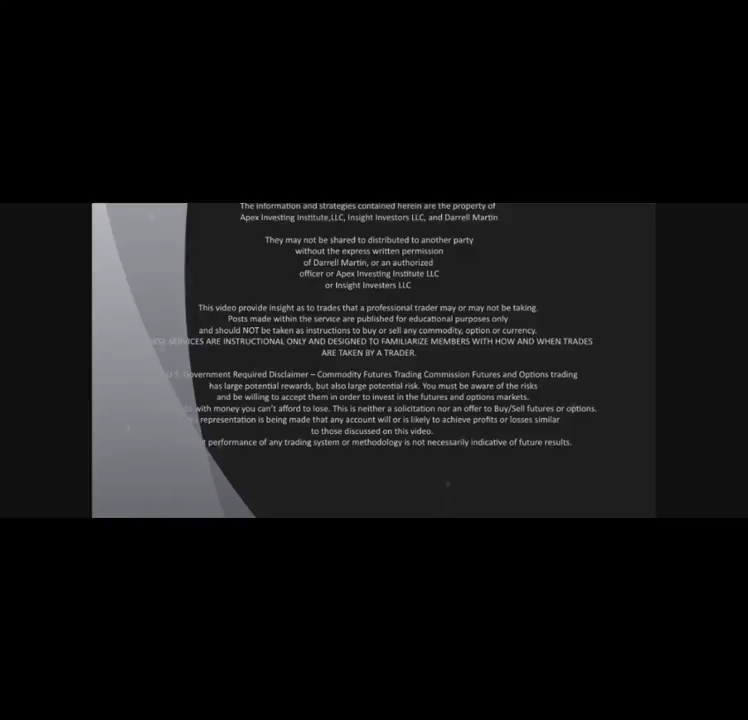 The information and strategies contained herein are the property of
Apex Investing Institute,LLC, Insight Investors LLC, and Darrell Martin
They may not be shared to distributed to another party
without the express written permission
of Darrell Martin, or an authorized
officer or Apex Investing Institute LLC
or Insight Investers LLC
This video provide insight as to trades that a professional trader may or may not be taking.
Posts made within the service are published for educational purposes only
and should NOT be taken as instructions to buy or sell any commodity, option or currency.
SERVICES ARE INSTRUCTIONAL ONLY AND DESIGNED TO FAMILIARIZE MEMBERS WITH HOW AND WHEN TRADES
ARE TAKEN BY A TRADER.
U.S. Government Required Disclaimer – Commodity Futures Trading Commission Futures and Options trading
has large potential rewards, but also large potential risk. You must be aware of the risks
and be willing to accept them in order to invest in the futures and options markets.
with money you can't afford to lose. This is neither a solicitation nor an offer to Buy/Sell futures or options.
representation is being made that any account will or is likely to achieve profits or losses similar
to those discussed on this video.
performance of any trading system or methodology is not necessarily indicative of future results.